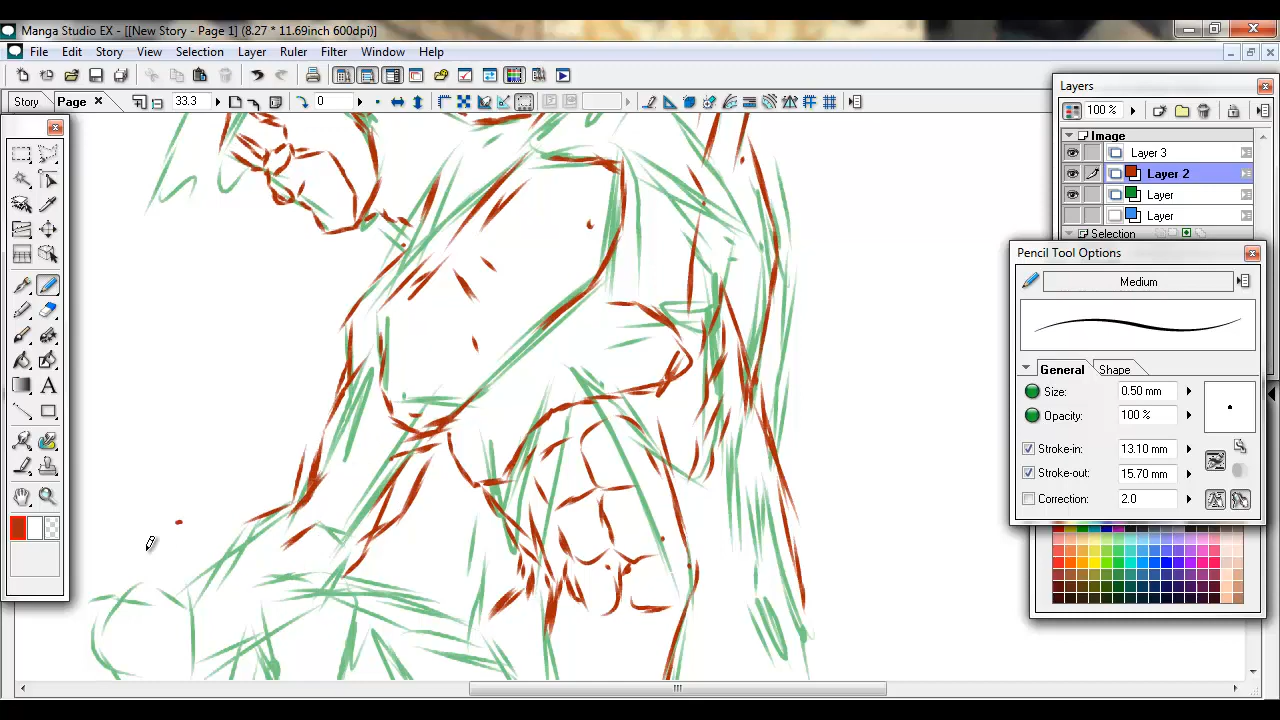 Manga Studio EX - [[New Story - Page 1] (8.27 * 11.69inch 600dpi)]
File Edit Story View Selection Layer Ruler Filter Window Help
Story Page 33.3 0
Layers
100 %
Image
Layer 3
Layer 2
Layer
Layer
Selection
Pencil Tool Options
Medium
General Shape
Size: 0.50 mm
Opacity: 100 %
Stroke-in: 13.10 mm
Stroke-out: 15.70 mm
Correction: 2.0
A